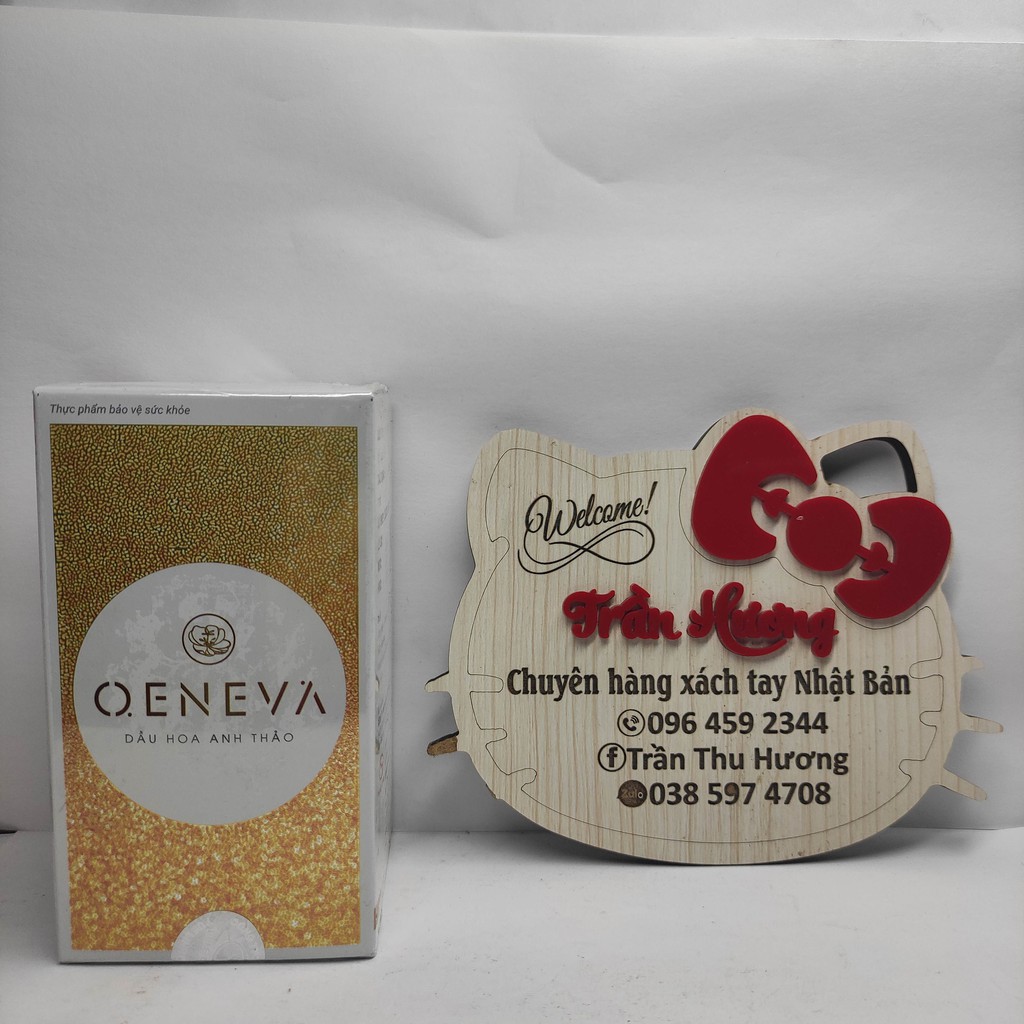 Thực phẩm bảo vệ sức khỏe
QENEVA
DẦU HOA ANH THẢO
Welcome!
Trần Hương
Chuyên hàng xách tay Nhật Bản
096 459 2344
f Trần Thu Hương
Zalo 038 597 4708